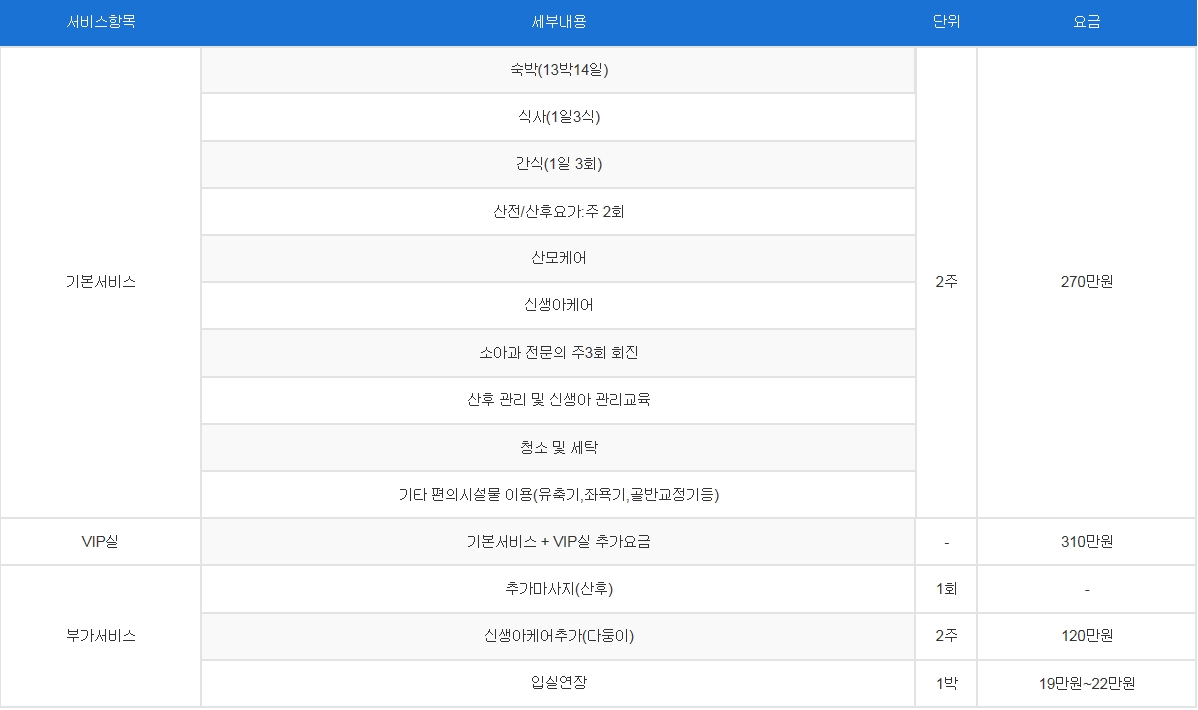 서비스항목 세부내용 단위 요금
숙박(13박14일)
식사(1일3식)
간식(1일 3회)
산전/산후요가:주 2회
산모케어
기본서비스 2주 270만원
신생아케어
소아과 전문의 주3회 회진
산후 관리 및 신생아 관리교육
청소 및 세탁
기타 편의시설물 이용(유축기,좌욕기,골반교정기등)
VIP실 기본서비스 + VIP실 추가요금 - 310만원
추가마사지(산후) 1회 -
부가서비스 신생아케어추가(다둥이) 2주 120만원
입실연장 1박 19만원~22만원